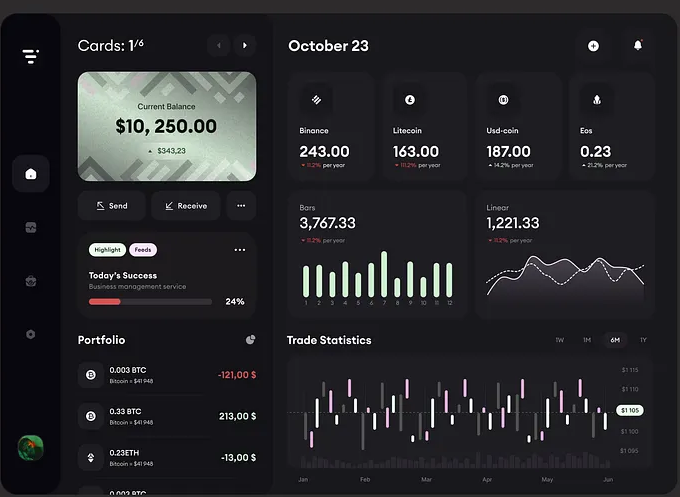 Cards: 1/6
Current Balance
$10, 250.00
$343,23
Send
Receive
Highlight
Feeds
Today's Success
Business management service
24%
Portfolio
0.003 BTC
Bitcoin = $41 948
-121,00 $
0.33 BTC
Bitcoin = $41 948
213,00 $
0.23ETH
Bitcoin = $41 948
-13,00 $
0.003 BTC
October 23
Binance
243.00
11.2% per year
Litecoin
163.00
per year
Usd-coin
187.00
14.2% per year
Eos
0.23
21.2% per year
Bars
3,767.33
11.2% per year
1 2 3 4 5 6 7 8 9 10 11 12
Linear
1,221.33
11.2% per year
Trade Statistics
1W 1M 6M 1Y
$1 115
$1 110
$1 105
$1 100
$1 095
Jan Feb Mar Apr May Jun